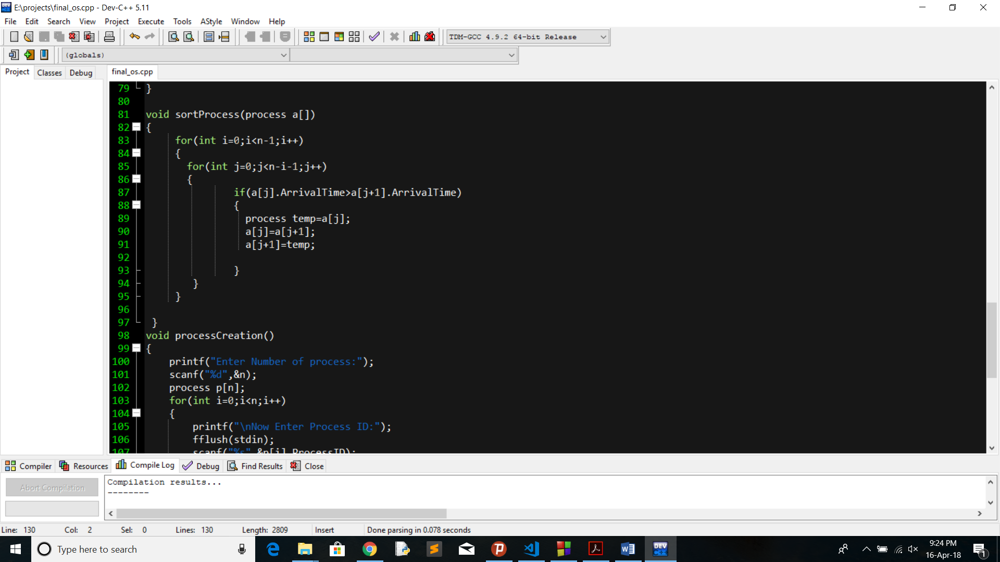 E:\projects\final_os.cpp - Dev-C++ 5.11
File Edit Search View Project Execute Tools AStyle Window Help
TDM-GCC 4.9.2 64-bit Release
(globals)
Project Classes Debug
final_os.cpp
79 }
80
81 void sortProcess(process a[])
82 {
83 for(int i=0;i<n-1;i++)
84 {
85 for(int j=0;j<n-i-1;j++)
86 {
87 if(a[j].ArrivalTime>a[j+1].ArrivalTime)
88 {
89 process temp=a[j];
90 a[j]=a[j+1];
91 a[j+1]=temp;
92
93 }
94 }
95 }
96
97 }
98 void processCreation()
99 {
100 printf("Enter Number of process:");
101 scanf("%d",&n);
102 process p[n];
103 for(int i=0;i<n;i++)
104 {
105 printf("\nNow Enter Process ID:");
106 fflush(stdin);
107 scanf("%s",&p[i].ProcessID);
Compiler Resources Compile Log Debug Find Results Close
Abort Compilation
Compilation results...
--------
Line: 130 Col: 2 Sel: 0 Lines: 130 Length: 2809 Insert Done parsing in 0.078 seconds
Type here to search
DEV C++
9:24 PM
16-Apr-18
1